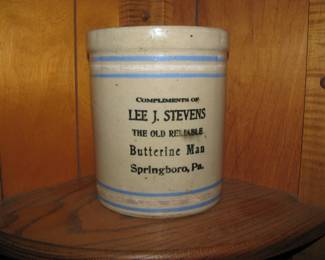 COMPLIMENTS OF
LEE J. STEVENS
THE OLD RELIABLE
Butterine Man
Springboro, Pa.